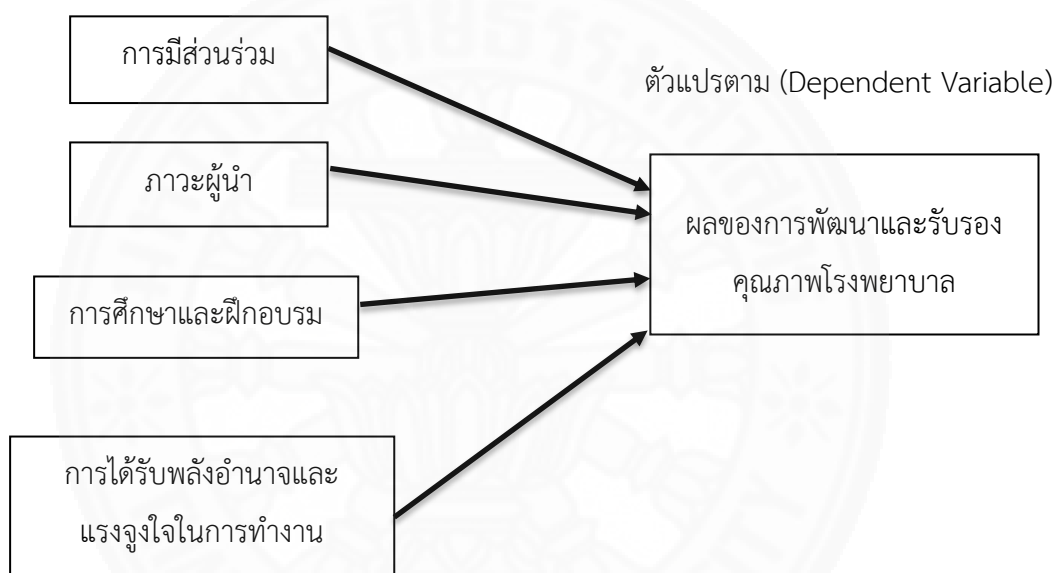 การมีส่วนร่วม
ตัวแปรตาม (Dependent Variable)
ภาวะผู้นำ
ผลของการพัฒนาและรับรอง
คุณภาพโรงพยาบาล
การศึกษาและฝึกอบรม
การได้รับพลังอำนาจและ
แรงจูงใจในการทำงาน